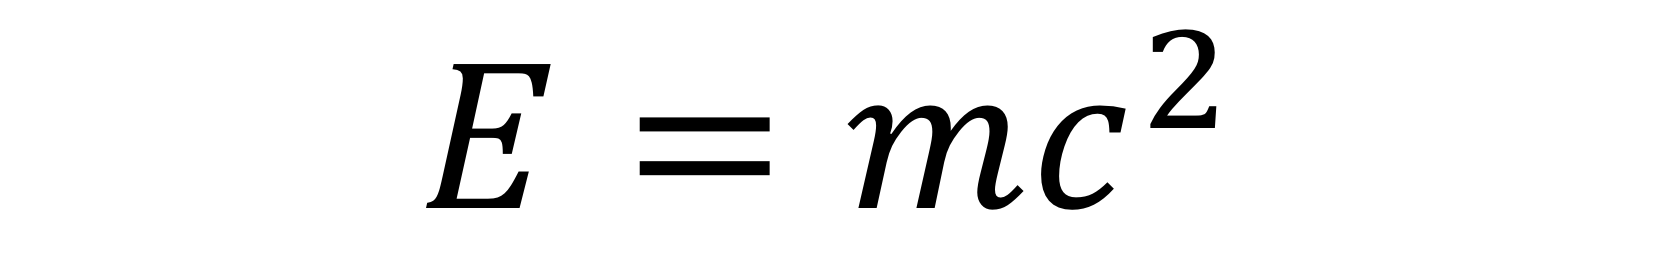 E = mc²